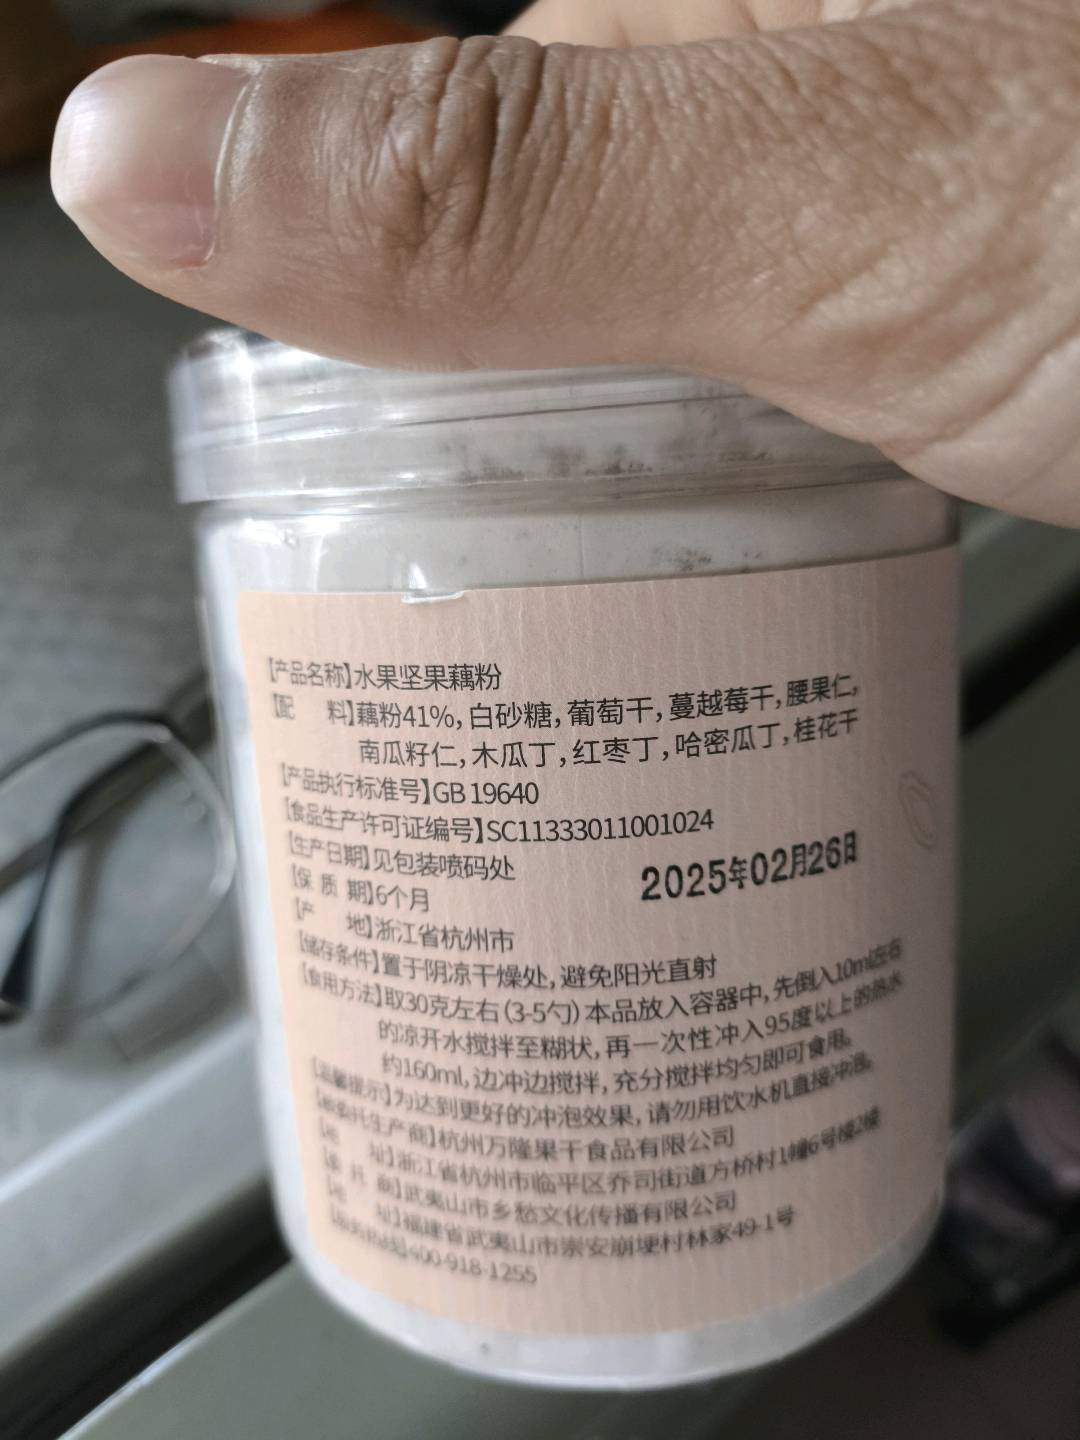 【产品名称】水果坚果藕粉
【配 料】藕粉41%,白砂糖,葡萄干,蔓越莓干,腰果仁,
南瓜籽仁,木瓜丁,红枣丁,哈密瓜丁,桂花干
【产品执行标准号】GB 19640
【食品生产许可证编号】SC11333011001024
【生产日期】见包装喷码处
2025年02月26日
【保 质 期】6个月
【产 地】浙江省杭州市
【储存条件】置于阴凉干燥处,避免阳光直射
【食用方法】取30克左右(3-5勺)本品放入容器中,先倒入10ml左右
的凉开水搅拌至糊状,再一次性冲入95度以上的热水
约160ml,边冲边搅拌,充分搅拌均匀即可食用。
【温馨提示】为达到更好的冲泡效果,请勿用饮水机直接冲泡。
【被委托生产商】杭州万隆果干食品有限公司
【地 址】浙江省杭州市临平区乔司街道方桥村1幢6号楼2楼
【委 托 商】武夷山市乡愁文化传播有限公司
【地 址】福建省武夷山市崇安崩埂村林家49-1号
【服务热线】400-918-1255